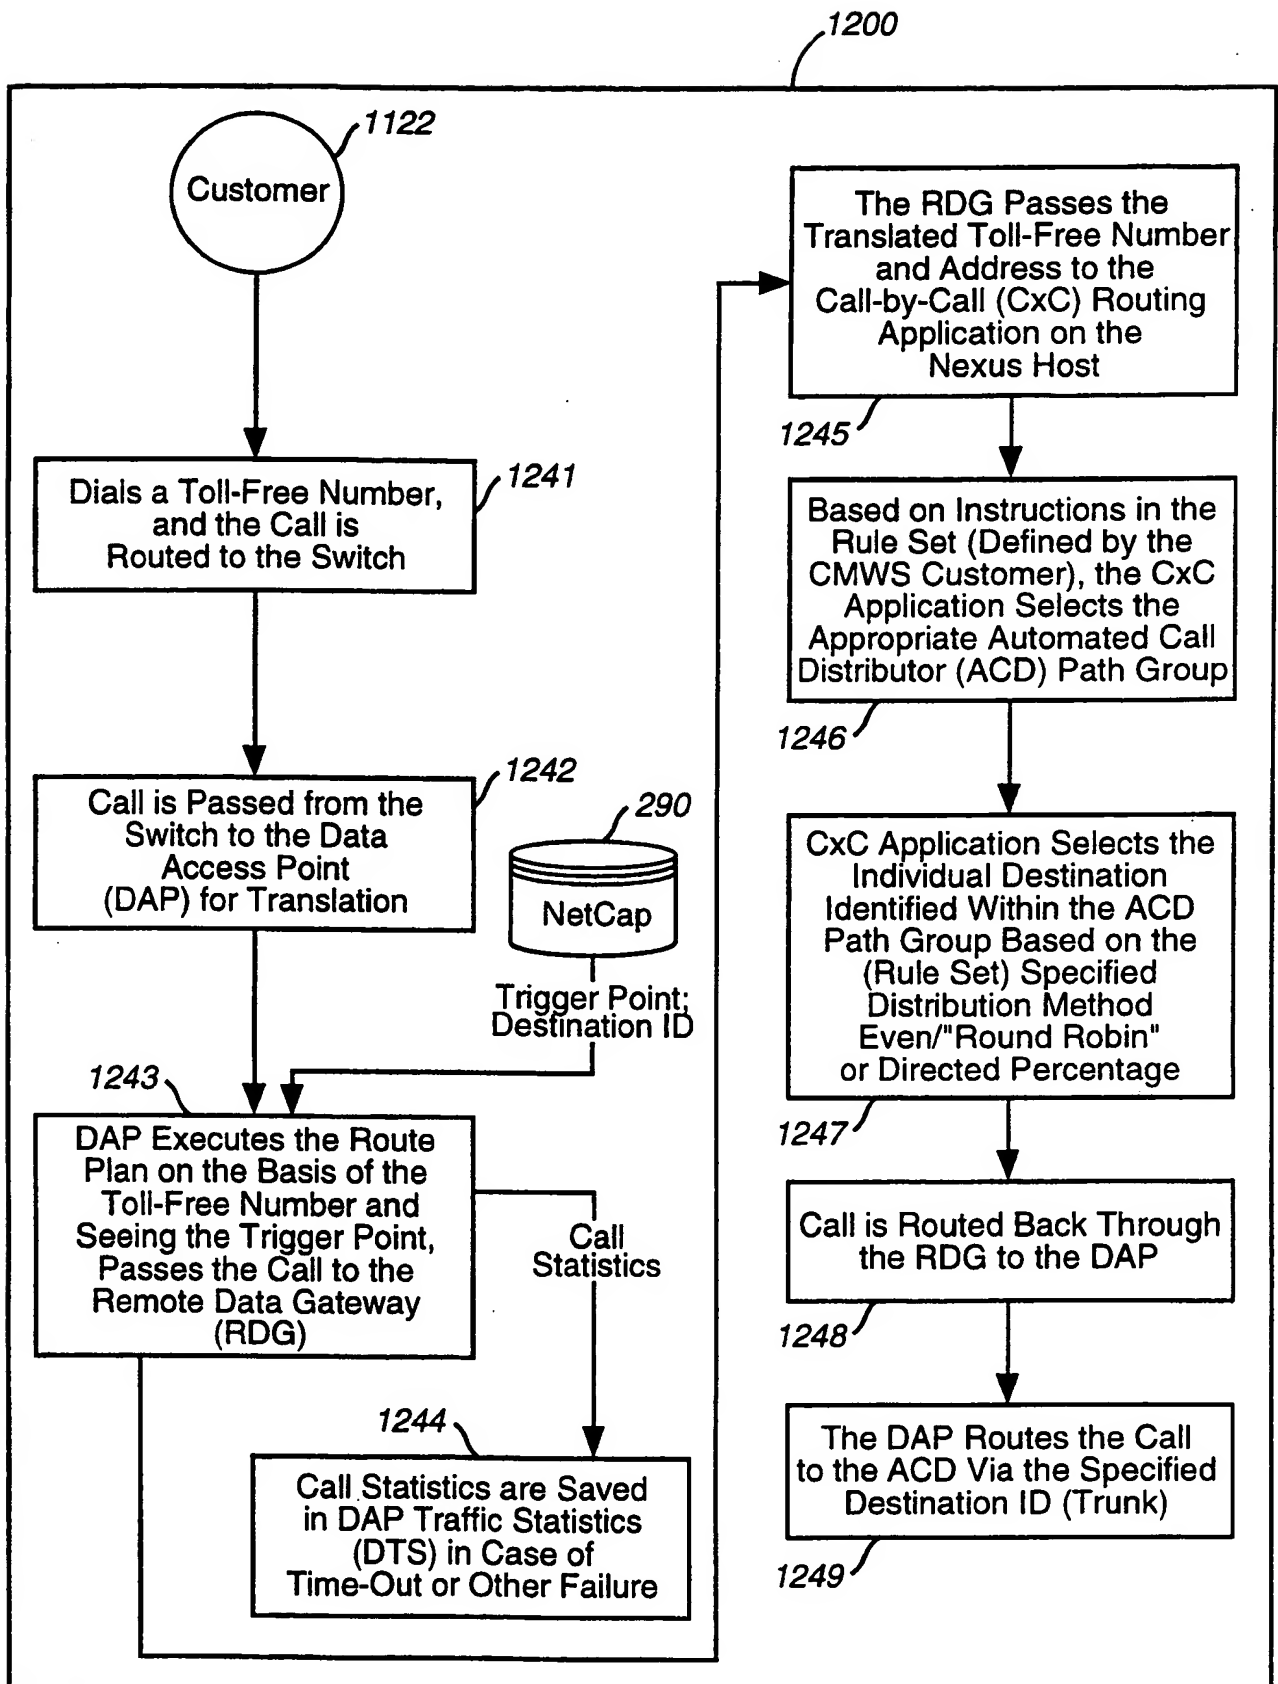 1200
1122
Customer
1241
Dials a Toll-Free Number,
and the Call is
Routed to the Switch
1242
Call is Passed from the
Switch to the Data
Access Point
(DAP) for Translation
290
NetCap
Trigger Point;
Destination ID
1243
DAP Executes the Route
Plan on the Basis of the
Toll-Free Number and
Seeing the Trigger Point,
Passes the Call to the
Remote Data Gateway
(RDG)
Call
Statistics
1244
Call Statistics are Saved
in DAP Traffic Statistics
(DTS) in Case of
Time-Out or Other Failure
The RDG Passes the
Translated Toll-Free Number
and Address to the
Call-by-Call (CxC) Routing
Application on the
Nexus Host
1245
Based on Instructions in the
Rule Set (Defined by the
CMWS Customer), the CxC
Application Selects the
Appropriate Automated Call
Distributor (ACD) Path Group
1246
CxC Application Selects the
Individual Destination
Identified Within the ACD
Path Group Based on the
(Rule Set) Specified
Distribution Method
Even/"Round Robin"
or Directed Percentage
1247
Call is Routed Back Through
the RDG to the DAP
1248
The DAP Routes the Call
to the ACD Via the Specified
Destination ID (Trunk)
1249